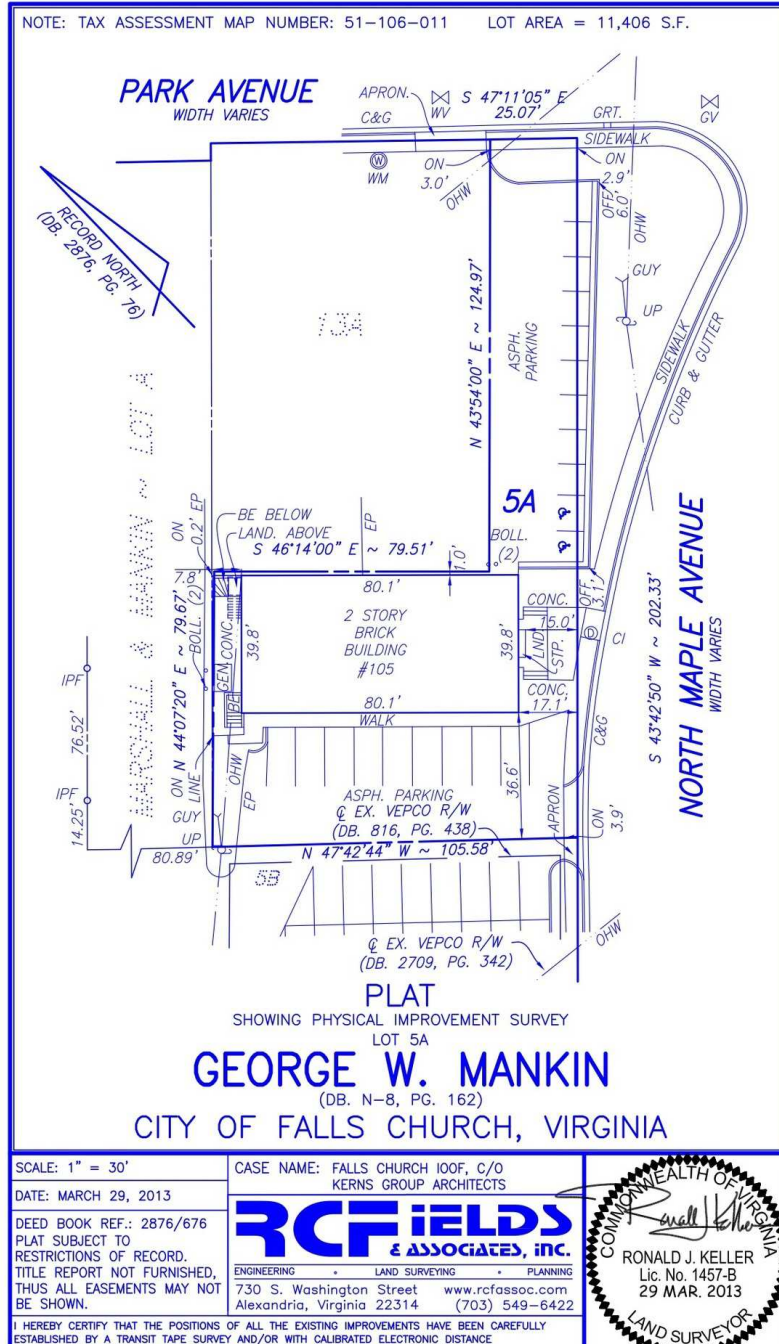 NOTE: TAX ASSESSMENT MAP NUMBER: 51-106-011 LOT AREA = 11,406 S.F.
PARK AVENUE
WIDTH VARIES
APRON.
C&G
WV
S 47°11'05" E
25.07'
GRT.
GV
SIDEWALK
WM
W
ON
3.0'
OHW
ON
2.9'
OFF
6.0'
OHW
RECORD NORTH
(DB. 2876, PG. 76)
GUY
UP
13A
N 43°54'00" E ~ 124.97'
ASPH.
PARKING
SIDEWALK
CURB & GUTTER
MARSHALL & MANKIN ~ LOT A
5A
ON
0.2'
EP
BE BELOW
LAND. ABOVE
EP
S 46°14'00" E ~ 79.51'
1.0'
BOLL.
(2)
7.8'
80.1'
OFF
3.1'
CONC.
2 STORY
BRICK
BUILDING
#105
39.8'
39.8'
GEN.
CONC.
BE
15.0'
LND
STP.
CI
CONC.
17.1'
80.1'
WALK
BOLL. (2)
ON N 44°07'20" E ~ 79.67'
LINE
IPF
76.52'
IPF
14.25'
OHW
EP
GUY
UP
80.89'
ASPH. PARKING
℄ EX. VEPCO R/W
(DB. 816, PG. 438)
36.6'
N 47°42'44" W ~ 105.58'
APRON
C&G
ON
3.9'
S 43°42'50" W ~ 202.33'
NORTH MAPLE AVENUE
WIDTH VARIES
5B
℄ EX. VEPCO R/W
(DB. 2709, PG. 342)
OHW
PLAT
SHOWING PHYSICAL IMPROVEMENT SURVEY
LOT 5A
GEORGE W. MANKIN
(DB. N-8, PG. 162)
CITY OF FALLS CHURCH, VIRGINIA
SCALE: 1" = 30'
DATE: MARCH 29, 2013
DEED BOOK REF.: 2876/676
PLAT SUBJECT TO
RESTRICTIONS OF RECORD.
TITLE REPORT NOT FURNISHED,
THUS ALL EASEMENTS MAY NOT
BE SHOWN.
CASE NAME: FALLS CHURCH IOOF, C/O
KERNS GROUP ARCHITECTS
RCFIELDS
& ASSOCIATES, INC.
ENGINEERING • LAND SURVEYING • PLANNING
730 S. Washington Street www.rcfassoc.com
Alexandria, Virginia 22314 (703) 549-6422
COMMONWEALTH OF VIRGINIA
Ronald J Keller
RONALD J. KELLER
Lic. No. 1457-B
29 MAR. 2013
LAND SURVEYOR
I HEREBY CERTIFY THAT THE POSITIONS OF ALL THE EXISTING IMPROVEMENTS HAVE BEEN CAREFULLY
ESTABLISHED BY A TRANSIT TAPE SURVEY AND/OR WITH CALIBRATED ELECTRONIC DISTANCE